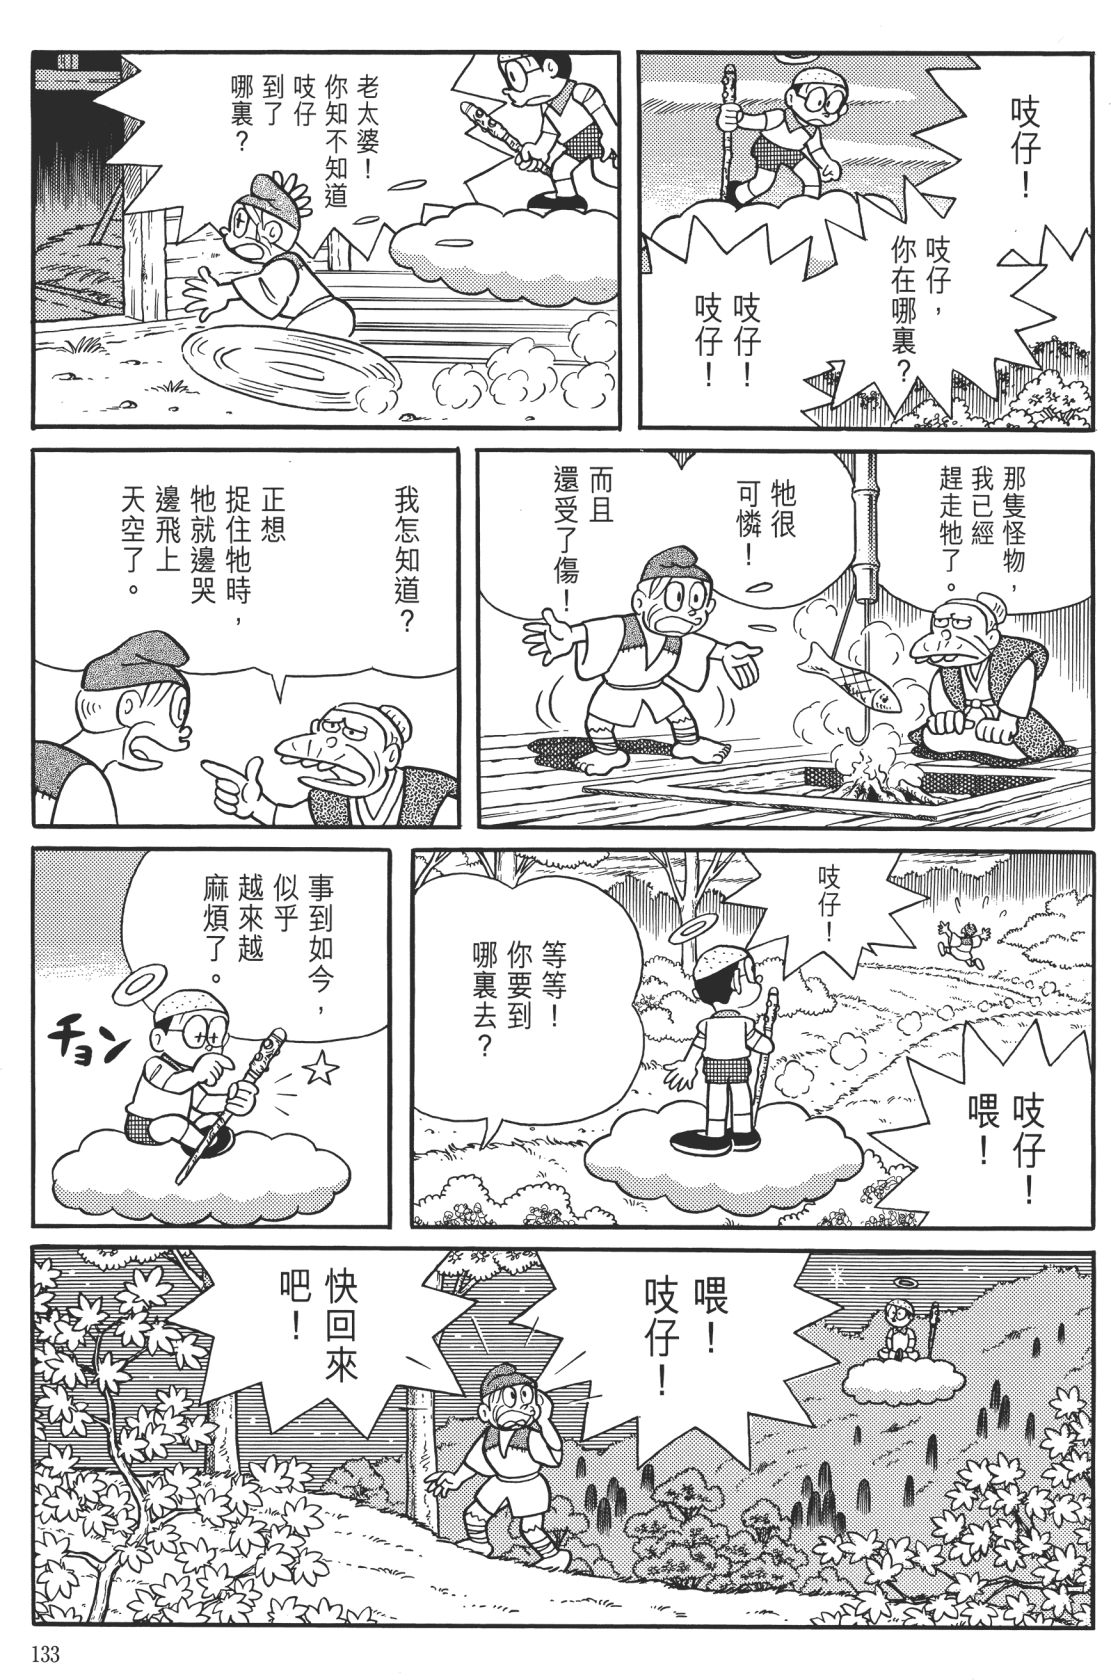 吱仔！
吱仔，
你在哪裏？
吱仔！
吱仔！
老太婆！
你知不知道
吱仔
到了
哪裏？
那隻怪物，
我已經
趕走牠了。
牠很
可憐！
而且
還受了傷！
我怎知道？
正想
捉住牠時，
牠就邊哭
邊飛上
天空了。
吱仔！
吱仔！
喂！
等等！
你要到
哪裏去？
事到如今，
似乎
越來越
麻煩了。
チョン
喂！
吱仔！
快回來
吧！
133